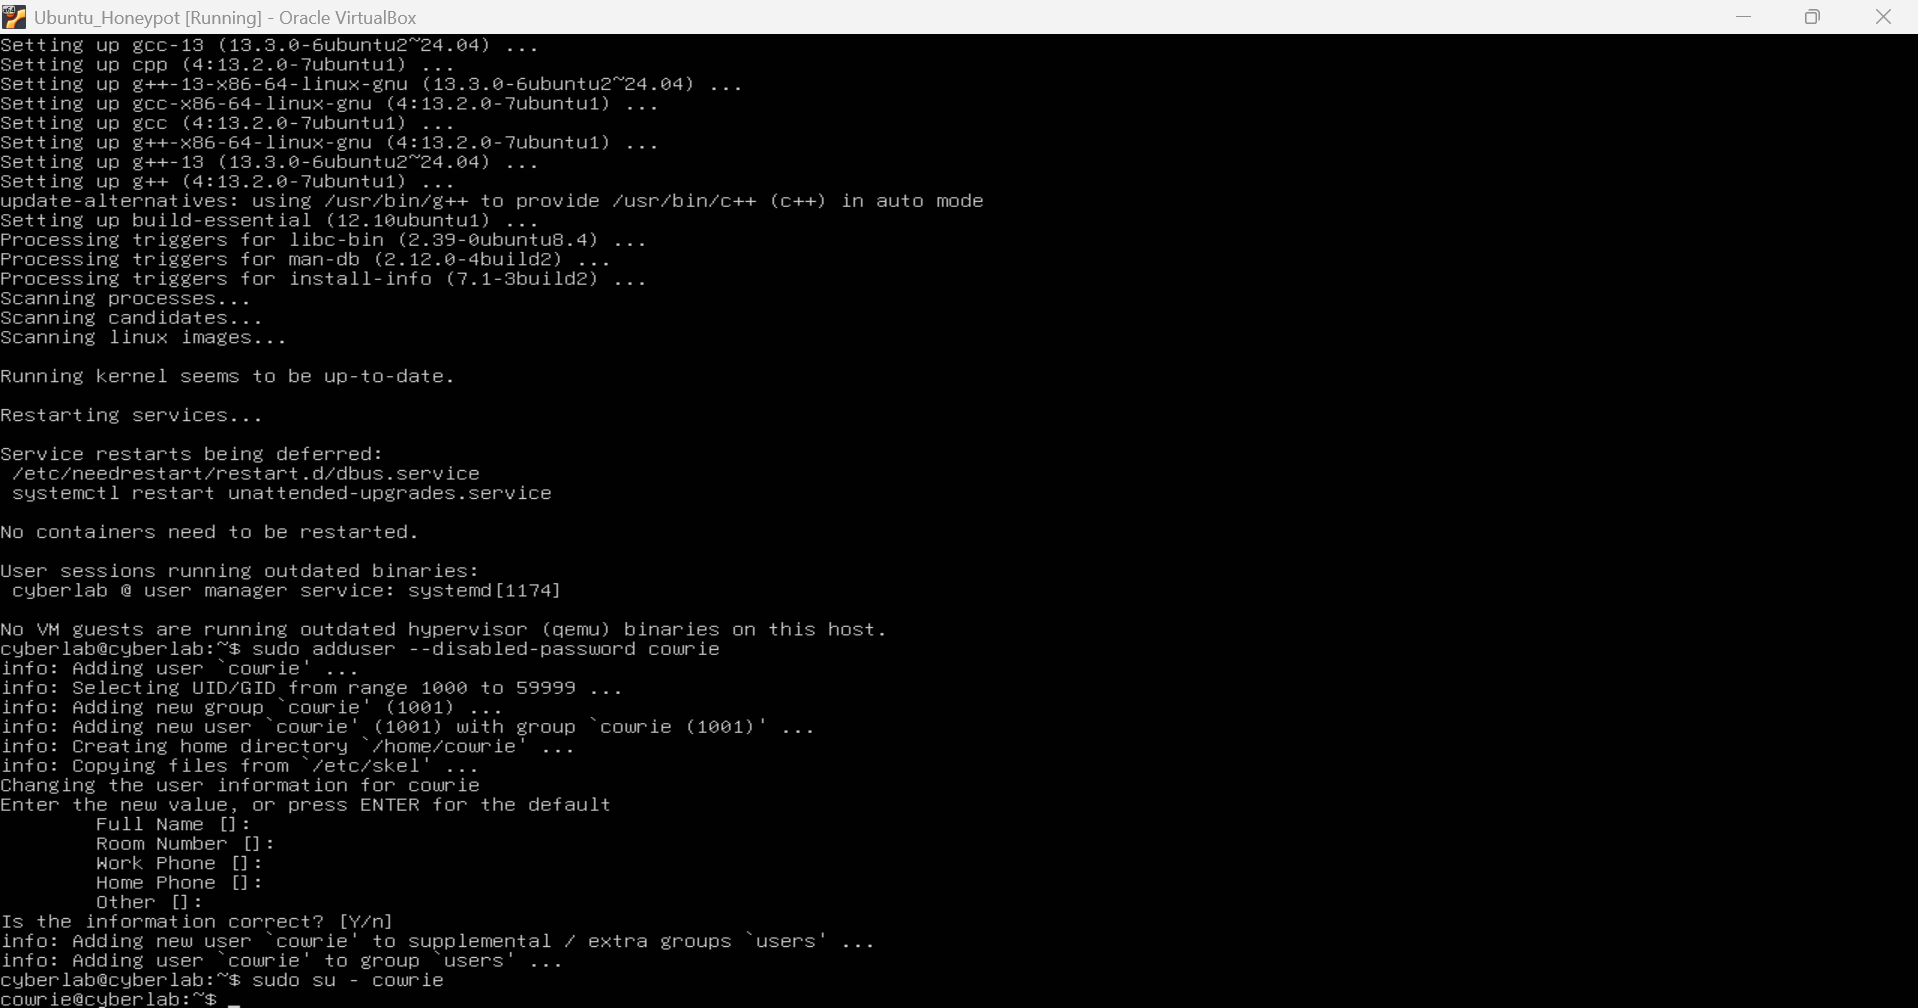 Ubuntu_Honeypot [Running] - Oracle VirtualBox
Setting up gcc-13 (13.3.0-6ubuntu2~24.04) ...
Setting up cpp (4:13.2.0-7ubuntu1) ...
Setting up g++-13-x86-64-linux-gnu (13.3.0-6ubuntu2~24.04) ...
Setting up gcc-x86-64-linux-gnu (4:13.2.0-7ubuntu1) ...
Setting up gcc (4:13.2.0-7ubuntu1) ...
Setting up g++-x86-64-linux-gnu (4:13.2.0-7ubuntu1) ...
Setting up g++-13 (13.3.0-6ubuntu2~24.04) ...
Setting up g++ (4:13.2.0-7ubuntu1) ...
update-alternatives: using /usr/bin/g++ to provide /usr/bin/c++ (c++) in auto mode
Setting up build-essential (12.10ubuntu1) ...
Processing triggers for libc-bin (2.39-0ubuntu8.4) ...
Processing triggers for man-db (2.12.0-4build2) ...
Processing triggers for install-info (7.1-3build2) ...
Scanning processes...
Scanning candidates...
Scanning linux images...
Running kernel seems to be up-to-date.
Restarting services...
Service restarts being deferred:
 /etc/needrestart/restart.d/dbus.service
 systemctl restart unattended-upgrades.service
No containers need to be restarted.
User sessions running outdated binaries:
 cyberlab @ user manager service: systemd[1174]
No VM guests are running outdated hypervisor (qemu) binaries on this host.
cyberlab@cyberlab:~$ sudo adduser --disabled-password cowrie
info: Adding user `cowrie' ...
info: Selecting UID/GID from range 1000 to 59999 ...
info: Adding new group `cowrie' (1001) ...
info: Adding new user `cowrie' (1001) with group `cowrie (1001)' ...
info: Creating home directory `/home/cowrie' ...
info: Copying files from `/etc/skel' ...
Changing the user information for cowrie
Enter the new value, or press ENTER for the default
        Full Name []:
        Room Number []:
        Work Phone []:
        Home Phone []:
        Other []:
Is the information correct? [Y/n]
info: Adding new user `cowrie' to supplemental / extra groups `users' ...
info: Adding user `cowrie' to group `users' ...
cyberlab@cyberlab:~$ sudo su - cowrie
cowrie@cyberlab:~$ _